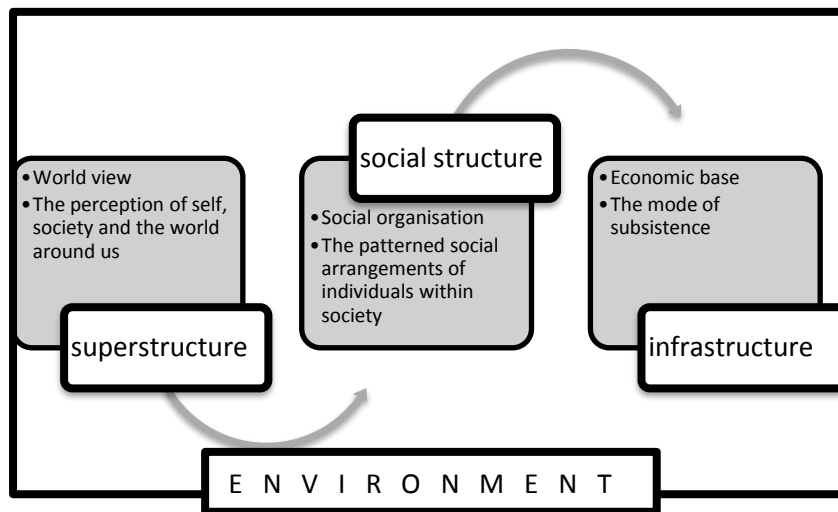 • World view
• The perception of self,
society and the world
around us
superstructure
social structure
• Social organisation
• The patterned social
arrangements of
individuals within
society
• Economic base
• The mode of
subsistence
infrastructure
E N V I R O N M E N T